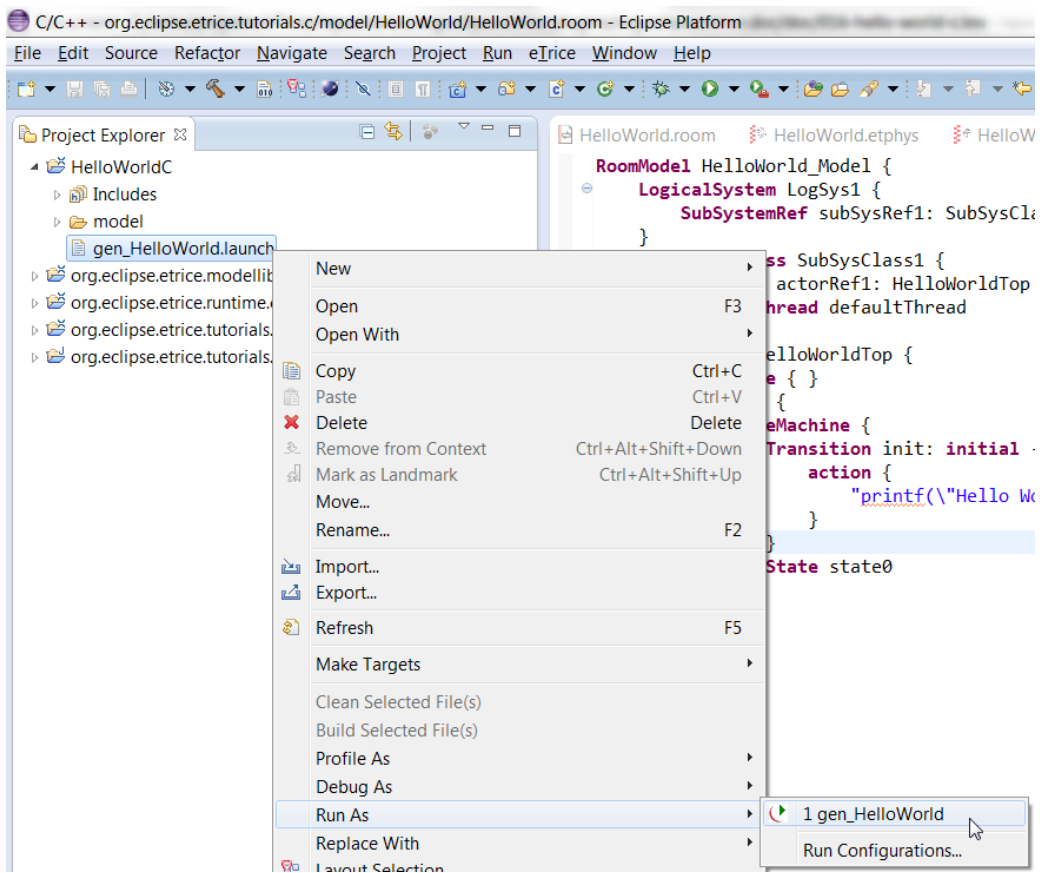 C/C++ - org.eclipse.etrice.tutorials.c/model/HelloWorld/HelloWorld.room - Eclipse Platform
File Edit Source Refactor Navigate Search Project Run eTrice Window Help
Project Explorer
HelloWorldC
Includes
model
gen_HelloWorld.launch
org.eclipse.etrice.modellib
org.eclipse.etrice.runtime.
org.eclipse.etrice.tutorials.
org.eclipse.etrice.tutorials.
HelloWorld.room HelloWorld.etphys HelloW
RoomModel HelloWorld_Model {
LogicalSystem LogSys1 {
SubSystemRef subSysRef1: SubSysCla
}
ss SubSysClass1 {
actorRef1: HelloWorldTop
hread defaultThread
elloWorldTop {
e { }
{
eMachine {
Transition init: initial -
action {
"printf(\"Hello Wo
}
}
State state0
New
Open F3
Open With
Copy Ctrl+C
Paste Ctrl+V
Delete Delete
Remove from Context Ctrl+Alt+Shift+Down
Mark as Landmark Ctrl+Alt+Shift+Up
Move...
Rename... F2
Import...
Export...
Refresh F5
Make Targets
Clean Selected File(s)
Build Selected File(s)
Profile As
Debug As
Run As
Replace With
Layout Selection
1 gen_HelloWorld
Run Configurations...